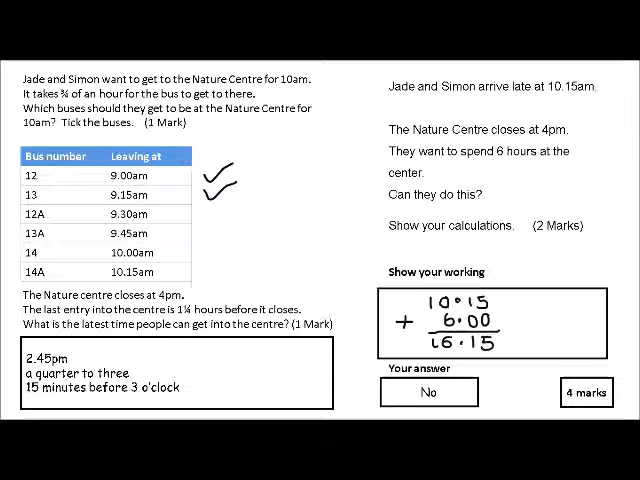 Jade and Simon want to get to the Nature Centre for 10am.
It takes ¾ of an hour for the bus to get to there.
Which buses should they get to be at the Nature Centre for
10am? Tick the buses. (1 Mark)
Bus number Leaving at
12 9.00am
13 9.15am
12A 9.30am
13A 9.45am
14 10.00am
14A 10.15am
The Nature centre closes at 4pm.
The last entry into the centre is 1¼ hours before it closes.
What is the latest time people can get into the centre? (1 Mark)
2.45pm
a quarter to three
15 minutes before 3 o'clock
Jade and Simon arrive late at 10.15am.
The Nature Centre closes at 4pm.
They want to spend 6 hours at the
center.
Can they do this?
Show your calculations. (2 Marks)
Show your working
10.15
+ 6.00
16.15
Your answer
No
4 marks